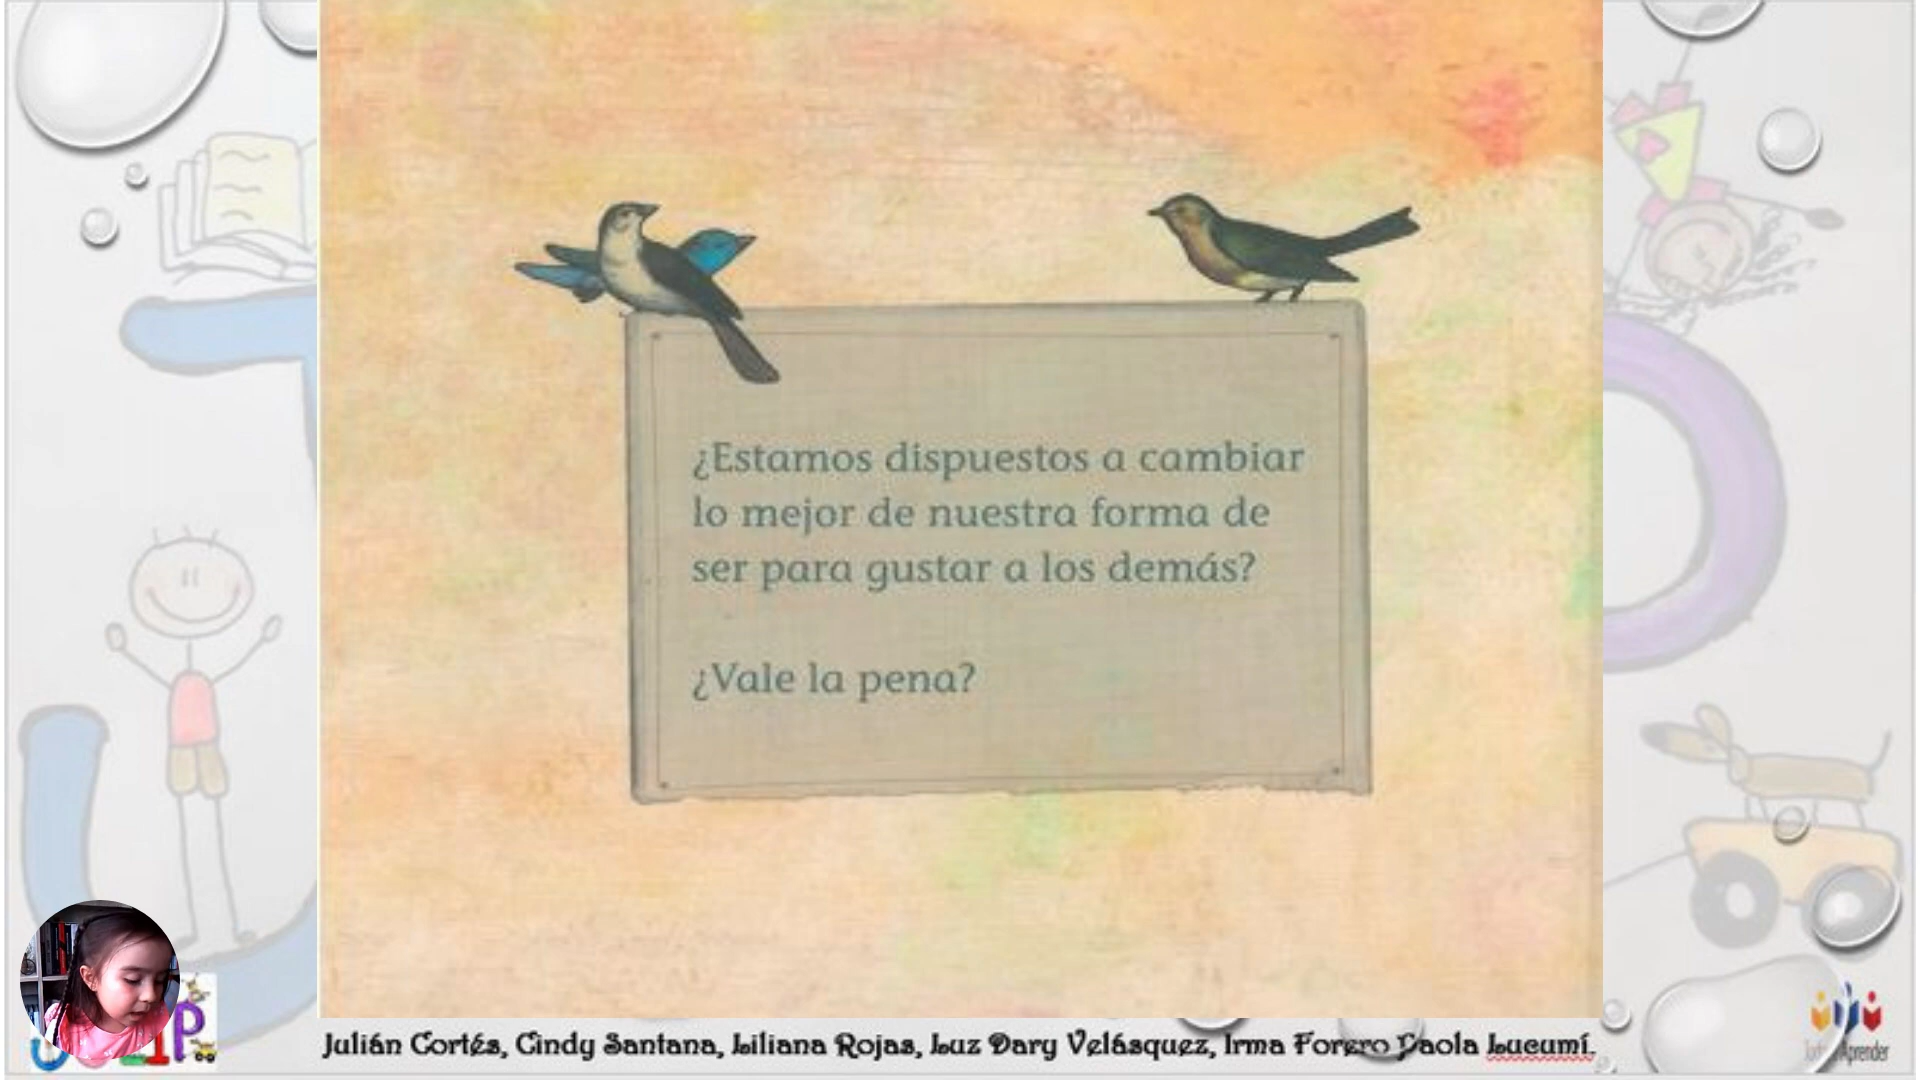 ¿Estamos dispuestos a cambiar
lo mejor de nuestra forma de
ser para gustar a los demás?
¿Vale la pena?
Julián Cortés, Cindy Santana, Liliana Rojas, Luz Dary Velásquez, Irma Forero Paola Lucumí.
Aprender